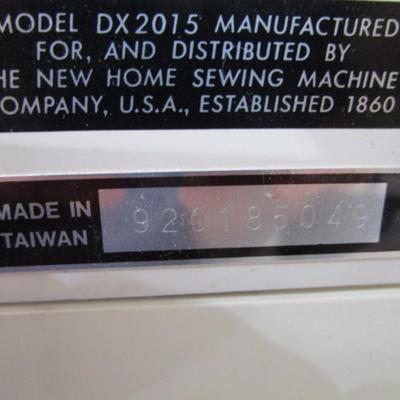 MODEL DX2015 MANUFACTURED
FOR, AND DISTRIBUTED BY
THE NEW HOME SEWING MACHINE
COMPANY, U.S.A., ESTABLISHED 1860
MADE IN
TAIWAN
920185049